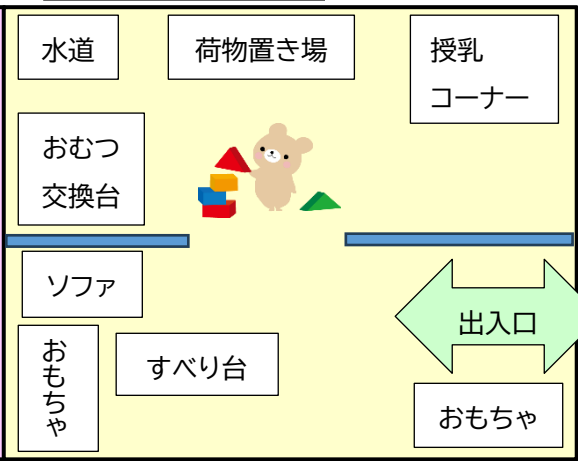 水道
荷物置き場
授乳
コーナー
おむつ
交換台
ソファ
出入口
おもちゃ
すべり台
おもちゃ